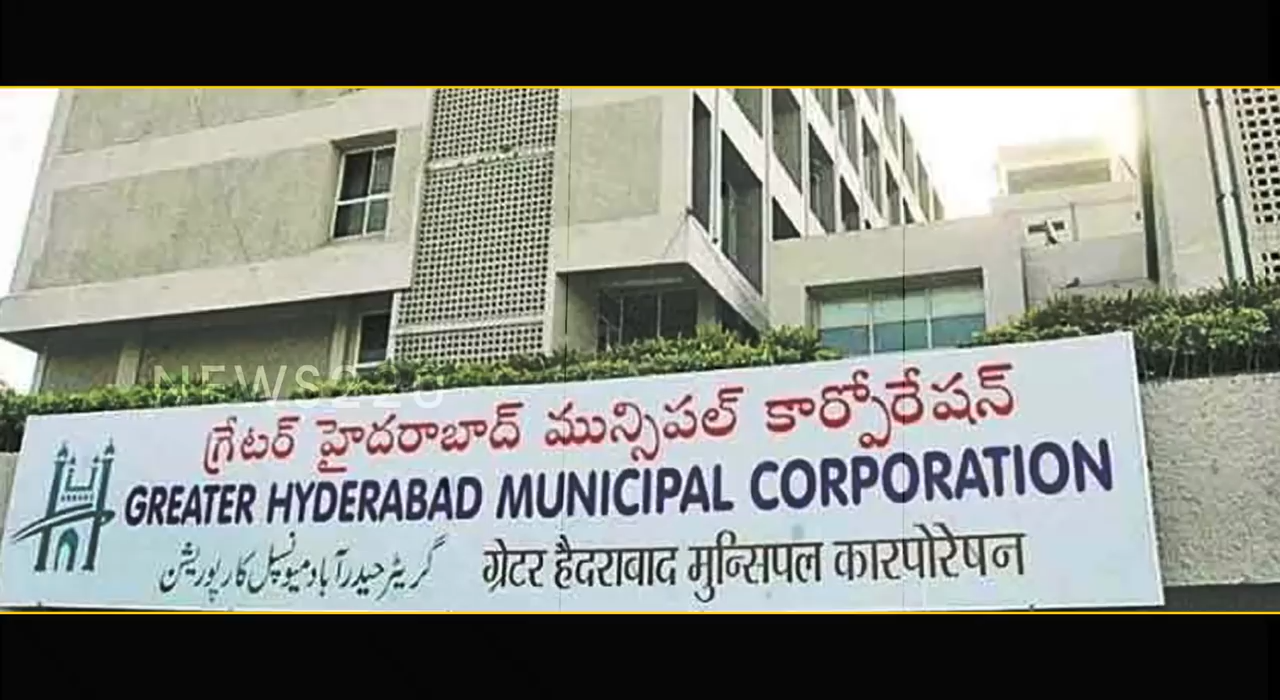 గ్రేటర్ హైదరాబాద్ మున్సిపల్ కార్పోరేషన్
GREATER HYDERABAD MUNICIPAL CORPORATION
گریٹر حیدرآباد میونسپل کارپوریشن
ग्रेटर हैदराबाद मुन्सिपल कारपोरेषन